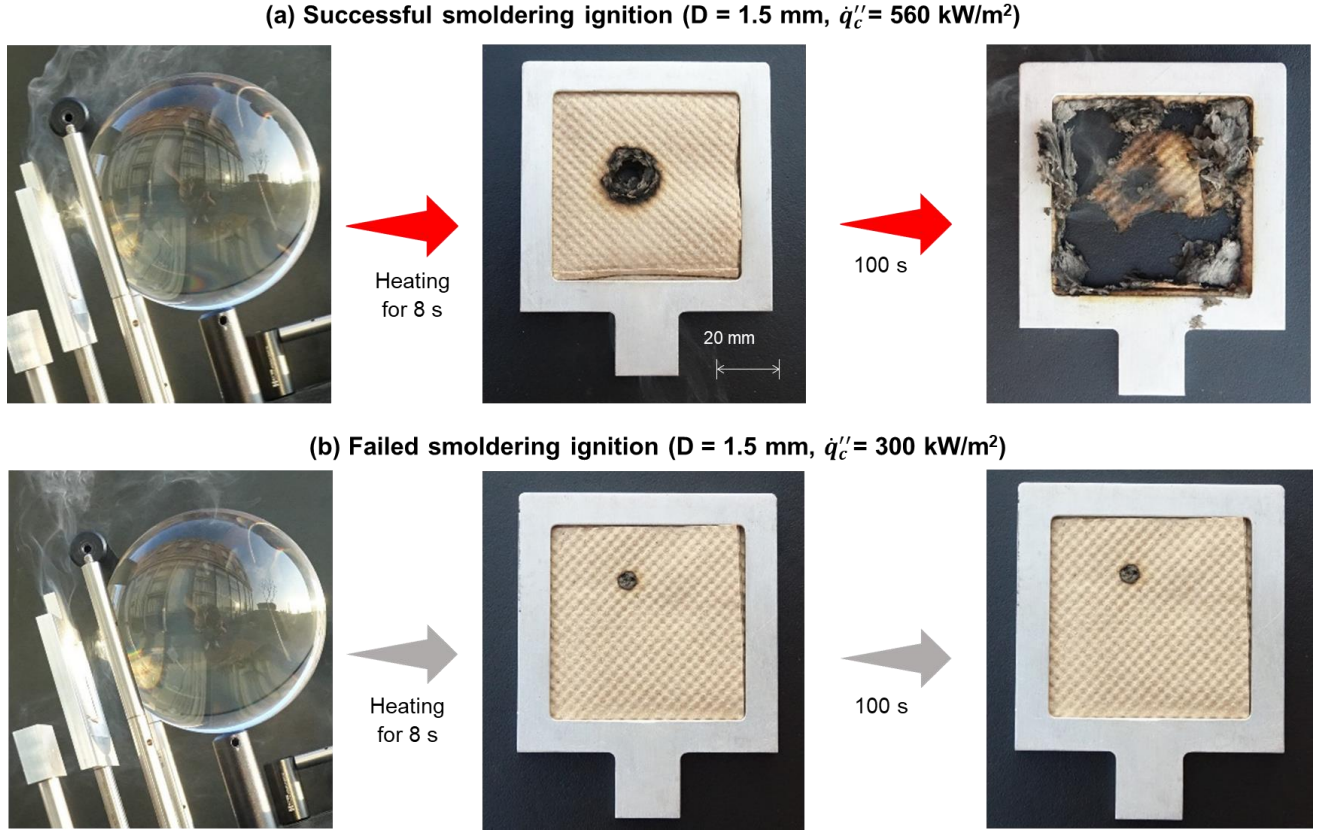 (a) Successful smoldering ignition (D = 1.5 mm, q̇″c = 560 kW/m²)
Heating
for 8 s
100 s
20 mm
(b) Failed smoldering ignition (D = 1.5 mm, q̇″c = 300 kW/m²)
Heating
for 8 s
100 s